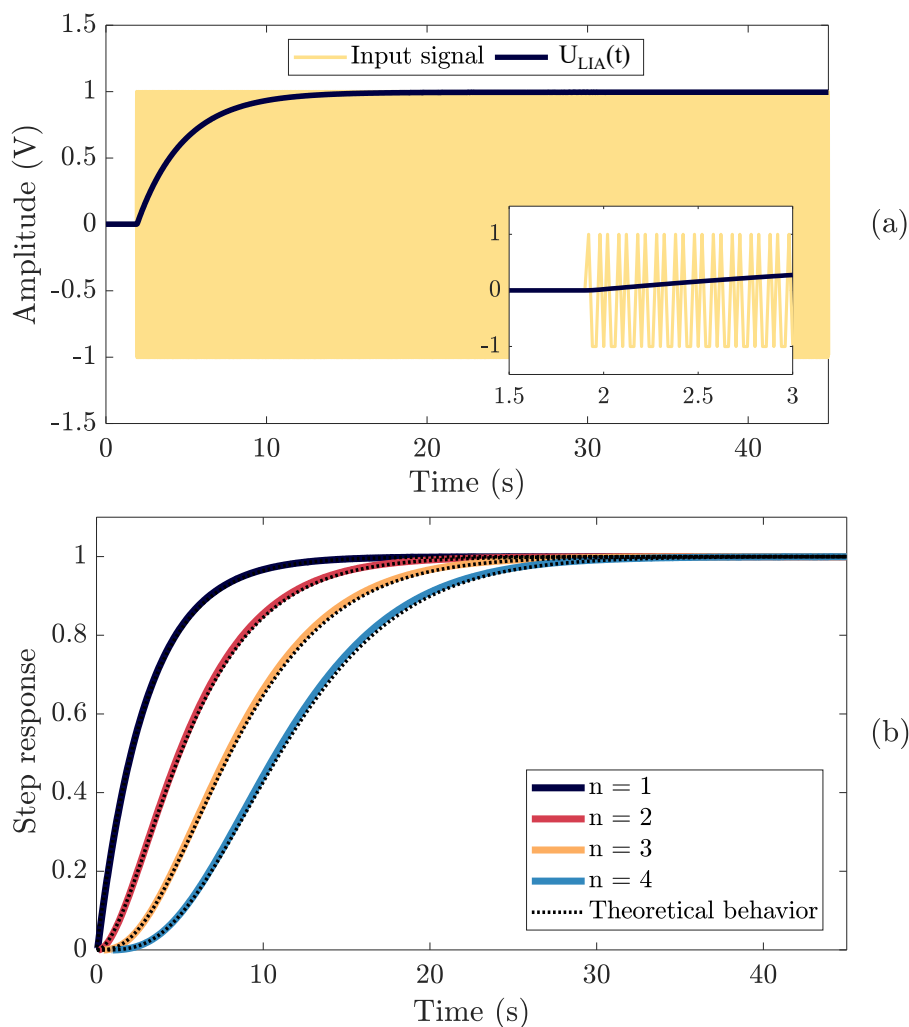 1.5
Input signal U_LIA(t)
1
0.5
0
-0.5
-1
-1.5
Amplitude (V)
1
0
-1
1.5 2 2.5 3
0 10 20 30 40
Time (s)
(a)
1
0.8
0.6
0.4
0.2
0
Step response
n = 1
n = 2
n = 3
n = 4
Theoretical behavior
0 10 20 30 40
Time (s)
(b)